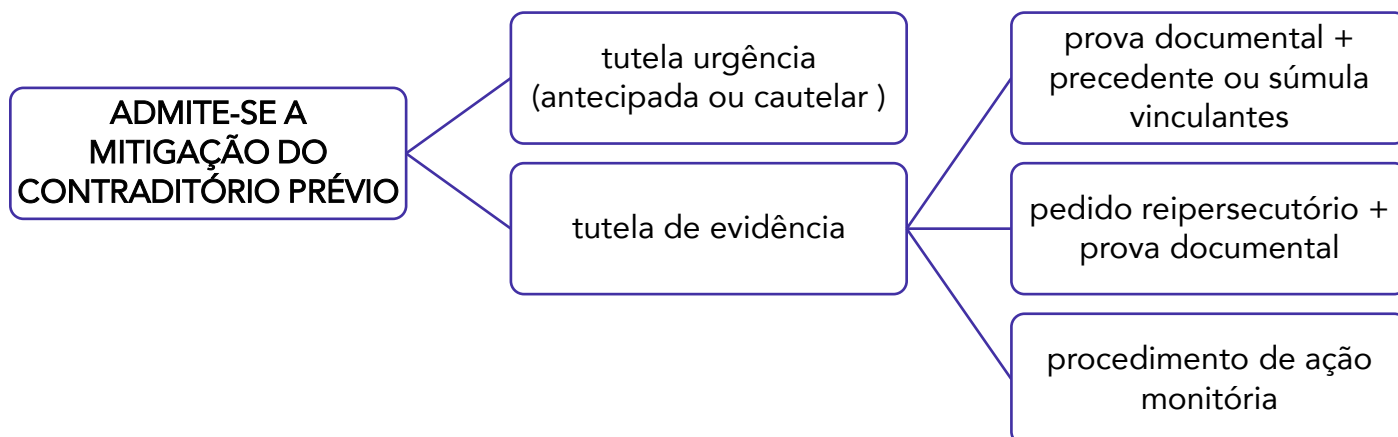 ADMITE-SE A
MITIGAÇÃO DO
CONTRADITÓRIO PRÉVIO
tutela urgência
(antecipada ou cautelar )
tutela de evidência
prova documental +
precedente ou súmula
vinculantes
pedido reipersecutório +
prova documental
procedimento de ação
monitória